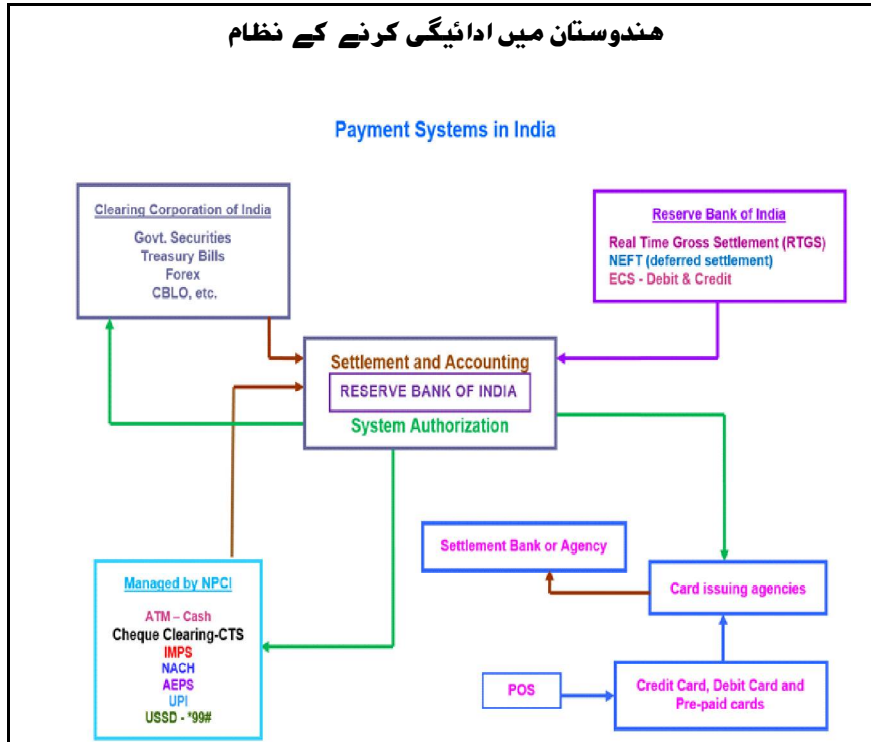 هندوستان میں ادائیگی کرنے کے نظام
Payment Systems in India
Clearing Corporation of India
Govt. Securities
Treasury Bills
Forex
CBLO, etc.
Reserve Bank of India
Real Time Gross Settlement (RTGS)
NEFT (deferred settlement)
ECS - Debit & Credit
Settlement and Accounting
RESERVE BANK OF INDIA
System Authorization
Settlement Bank or Agency
Card issuing agencies
Managed by NPCI
ATM – Cash
Cheque Clearing-CTS
IMPS
NACH
AEPS
UPI
USSD - *99#
POS
Credit Card, Debit Card and
Pre-paid cards